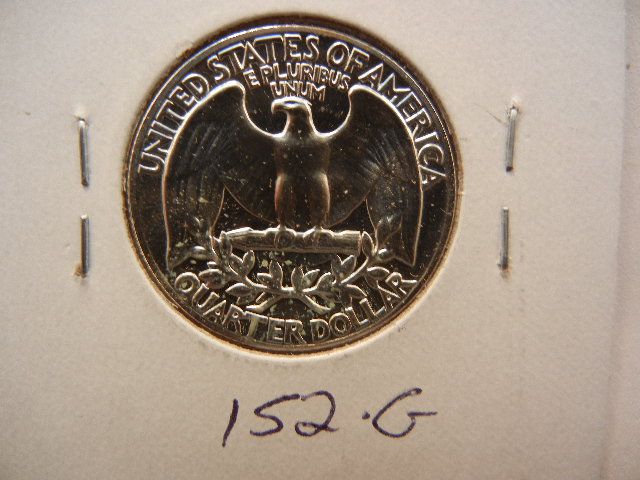 UNITED STATES OF AMERICA
E PLURIBUS
UNUM
QUARTER DOLLAR
152.G